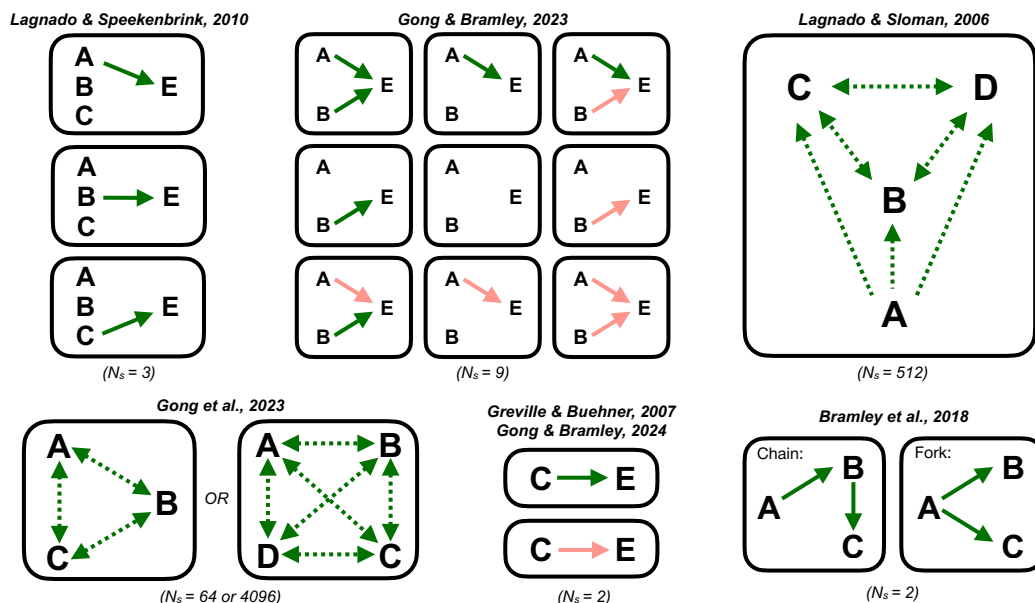 Lagnado & Speekenbrink, 2010
A
B
C
E
A
B
C
E
A
B
C
E
(Nₛ = 3)
Gong & Bramley, 2023
A
E
B
A
E
B
A
E
B
A
E
B
A
E
B
A
E
B
A
E
B
A
E
B
A
E
B
(Nₛ = 9)
Lagnado & Sloman, 2006
C D
B
A
(Nₛ = 512)
Gong et al., 2023
A
B
C
OR
A B
D C
(Nₛ = 64 or 4096)
Greville & Buehner, 2007
Gong & Bramley, 2024
C E
C E
(Nₛ = 2)
Bramley et al., 2018
Chain:
B
A
C
Fork:
B
A
C
(Nₛ = 2)